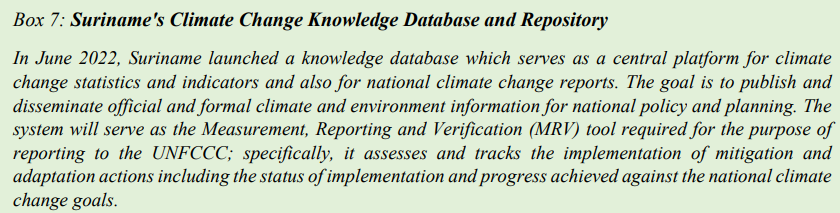 Box 7: Suriname's Climate Change Knowledge Database and Repository
In June 2022, Suriname launched a knowledge database which serves as a central platform for climate
change statistics and indicators and also for national climate change reports. The goal is to publish and
disseminate official and formal climate and environment information for national policy and planning. The
system will serve as the Measurement, Reporting and Verification (MRV) tool required for the purpose of
reporting to the UNFCCC; specifically, it assesses and tracks the implementation of mitigation and
adaptation actions including the status of implementation and progress achieved against the national climate
change goals.